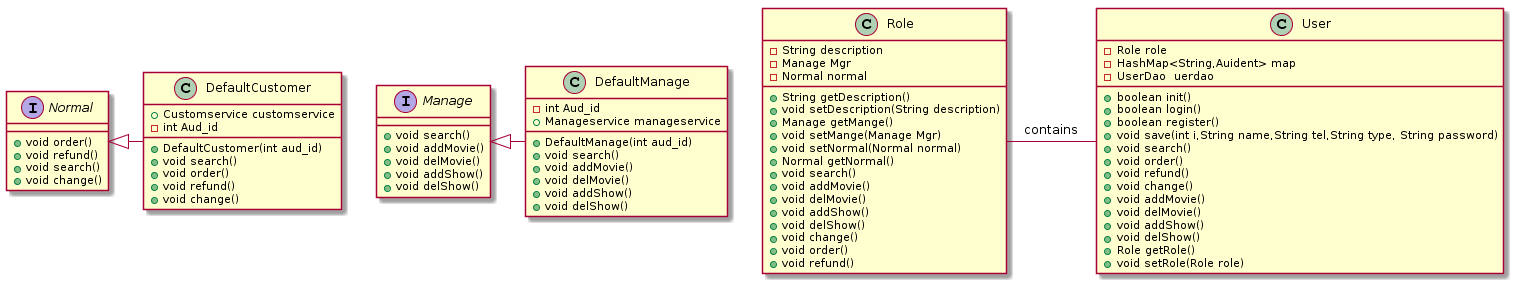 I Normal
void order()
void refund()
void search()
void change()
C DefaultCustomer
Customservice customservice
int Aud_id
DefaultCustomer(int aud_id)
void search()
void order()
void refund()
void change()
I Manage
void search()
void addMovie()
void delMovie()
void addShow()
void delShow()
C DefaultManage
int Aud_id
Manageservice manageservice
DefaultManage(int aud_id)
void search()
void addMovie()
void delMovie()
void addShow()
void delShow()
C Role
String description
Manage Mgr
Normal normal
String getDescription()
void setDescription(String description)
Manage getMange()
void setMange(Manage Mgr)
void setNormal(Normal normal)
Normal getNormal()
void search()
void addMovie()
void delMovie()
void addShow()
void delShow()
void change()
void order()
void refund()
contains
C User
Role role
HashMap<String,Auident> map
UserDao uerdao
boolean init()
boolean login()
boolean register()
void save(int i,String name,String tel,String type, String password)
void search()
void order()
void refund()
void change()
void addMovie()
void delMovie()
void addShow()
void delShow()
Role getRole()
void setRole(Role role)